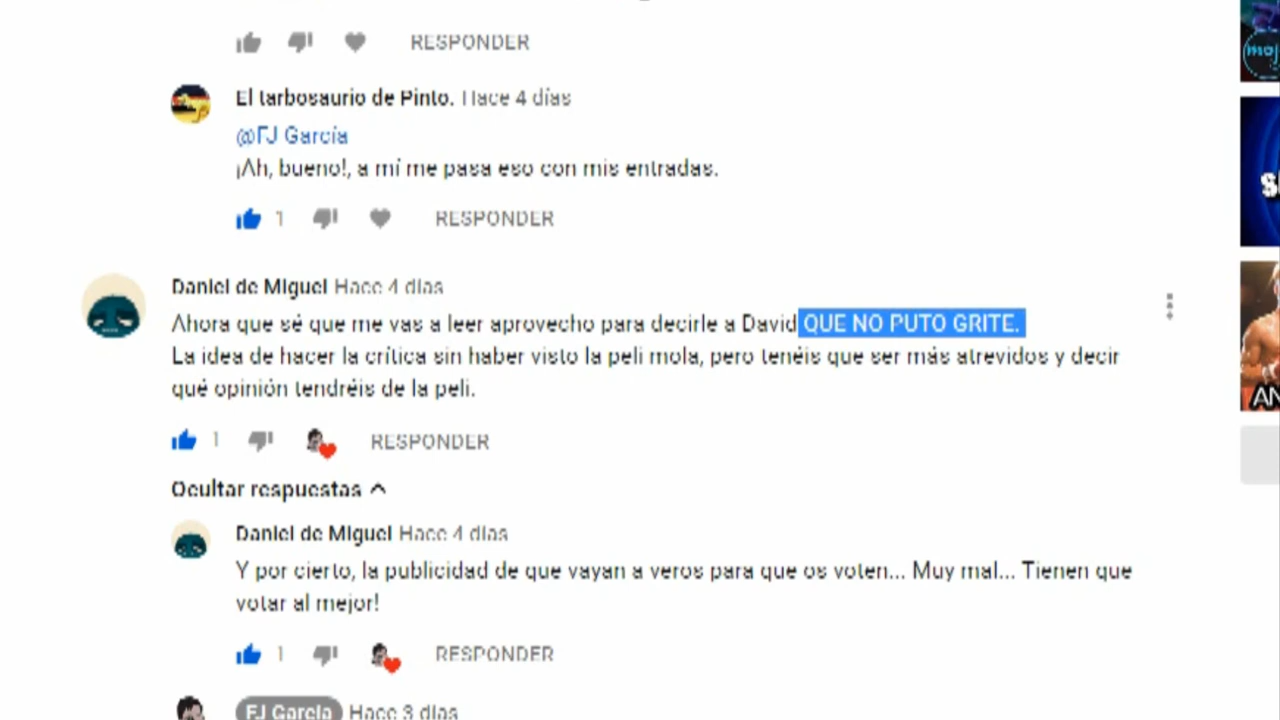 RESPONDER
El tarbosaurio de Pinto. Hace 4 días
@FJ García
¡Ah, bueno!, a mí me pasa eso con mis entradas.
1 RESPONDER
Daniel de Miguel Hace 4 días
Ahora que sé que me vas a leer aprovecho para decirle a David QUE NO PUTO GRITE.
La idea de hacer la crítica sin haber visto la peli mola, pero tenéis que ser más atrevidos y decir
qué opinión tendréis de la peli.
1 RESPONDER
Ocultar respuestas
Daniel de Miguel Hace 4 días
Y por cierto, la publicidad de que vayan a veros para que os voten... Muy mal... Tienen que
votar al mejor!
1 RESPONDER
FJ García Hace 3 días